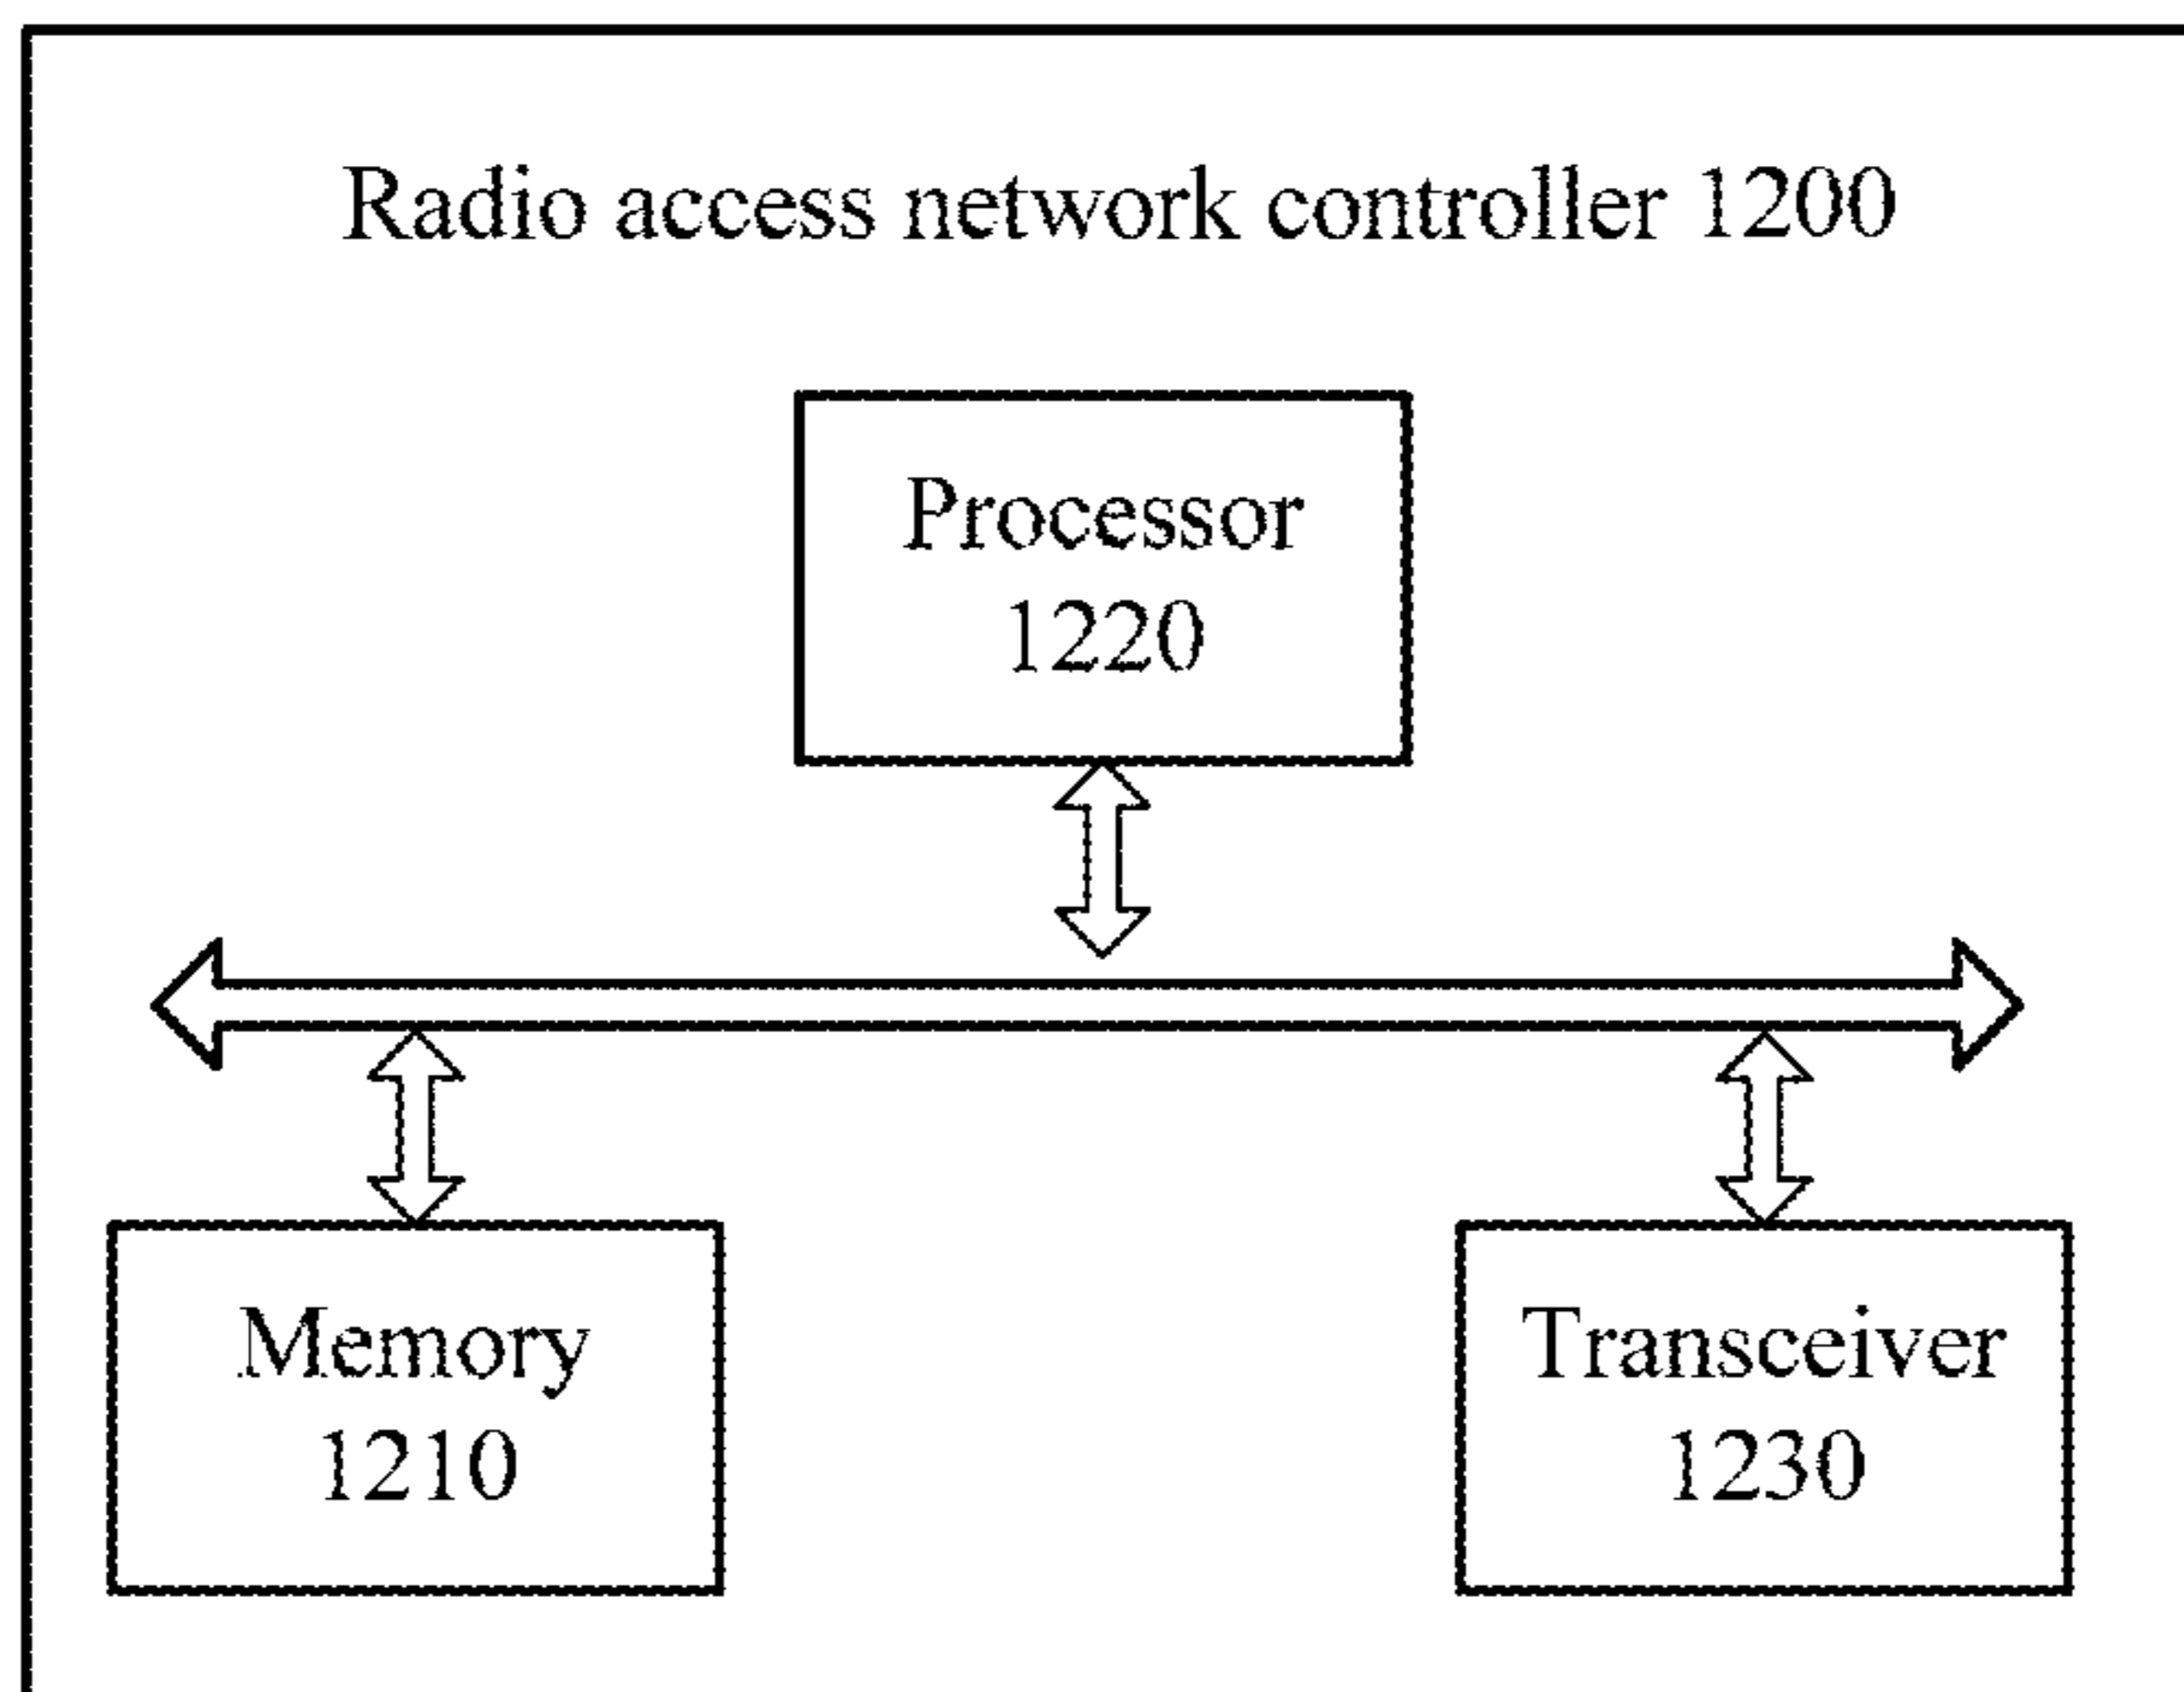 Radio access network controller 1200
Processor
1220
Memory
1210
Transceiver
1230